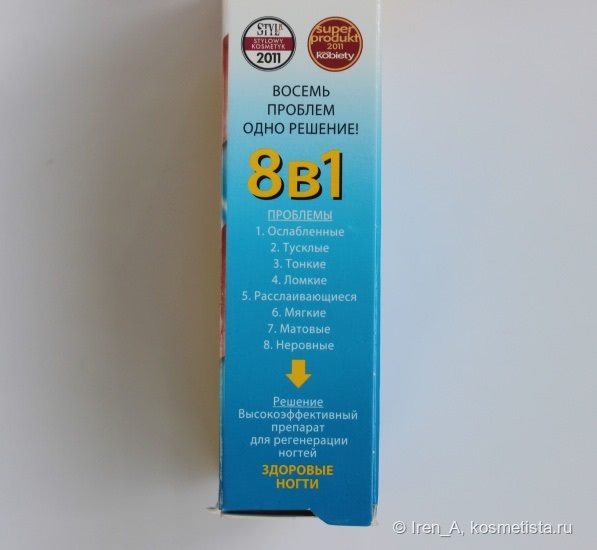 STYL
STYLOWY
KOSMETYK
2011
super
produkt
2011
Kobiety
ВОСЕМЬ
ПРОБЛЕМ
ОДНО РЕШЕНИЕ!
8в1
ПРОБЛЕМЫ
1. Ослабленные
2. Тусклые
3. Тонкие
4. Ломкие
5. Расслаивающиеся
6. Мягкие
7. Матовые
8. Неровные
Решение
Высокоэффективный
препарат
для регенерации
ногтей
ЗДОРОВЫЕ
НОГТИ
© Iren_A, kosmetista.ru